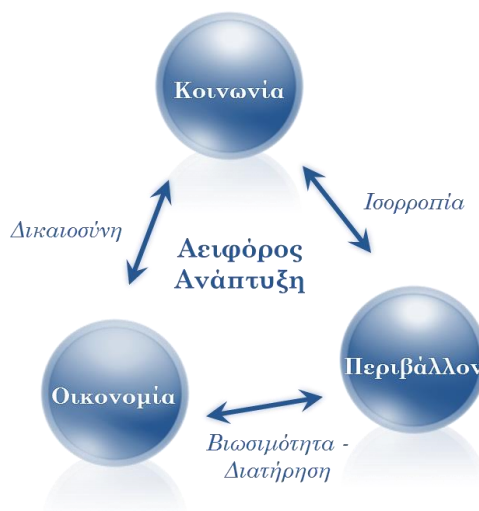 Κοινωνία
Ισορροπία
Δικαιοσύνη
Αειφόρος
Ανάπτυξη
Περιβάλλον
Οικονομία
Βιωσιμότητα -
Διατήρηση